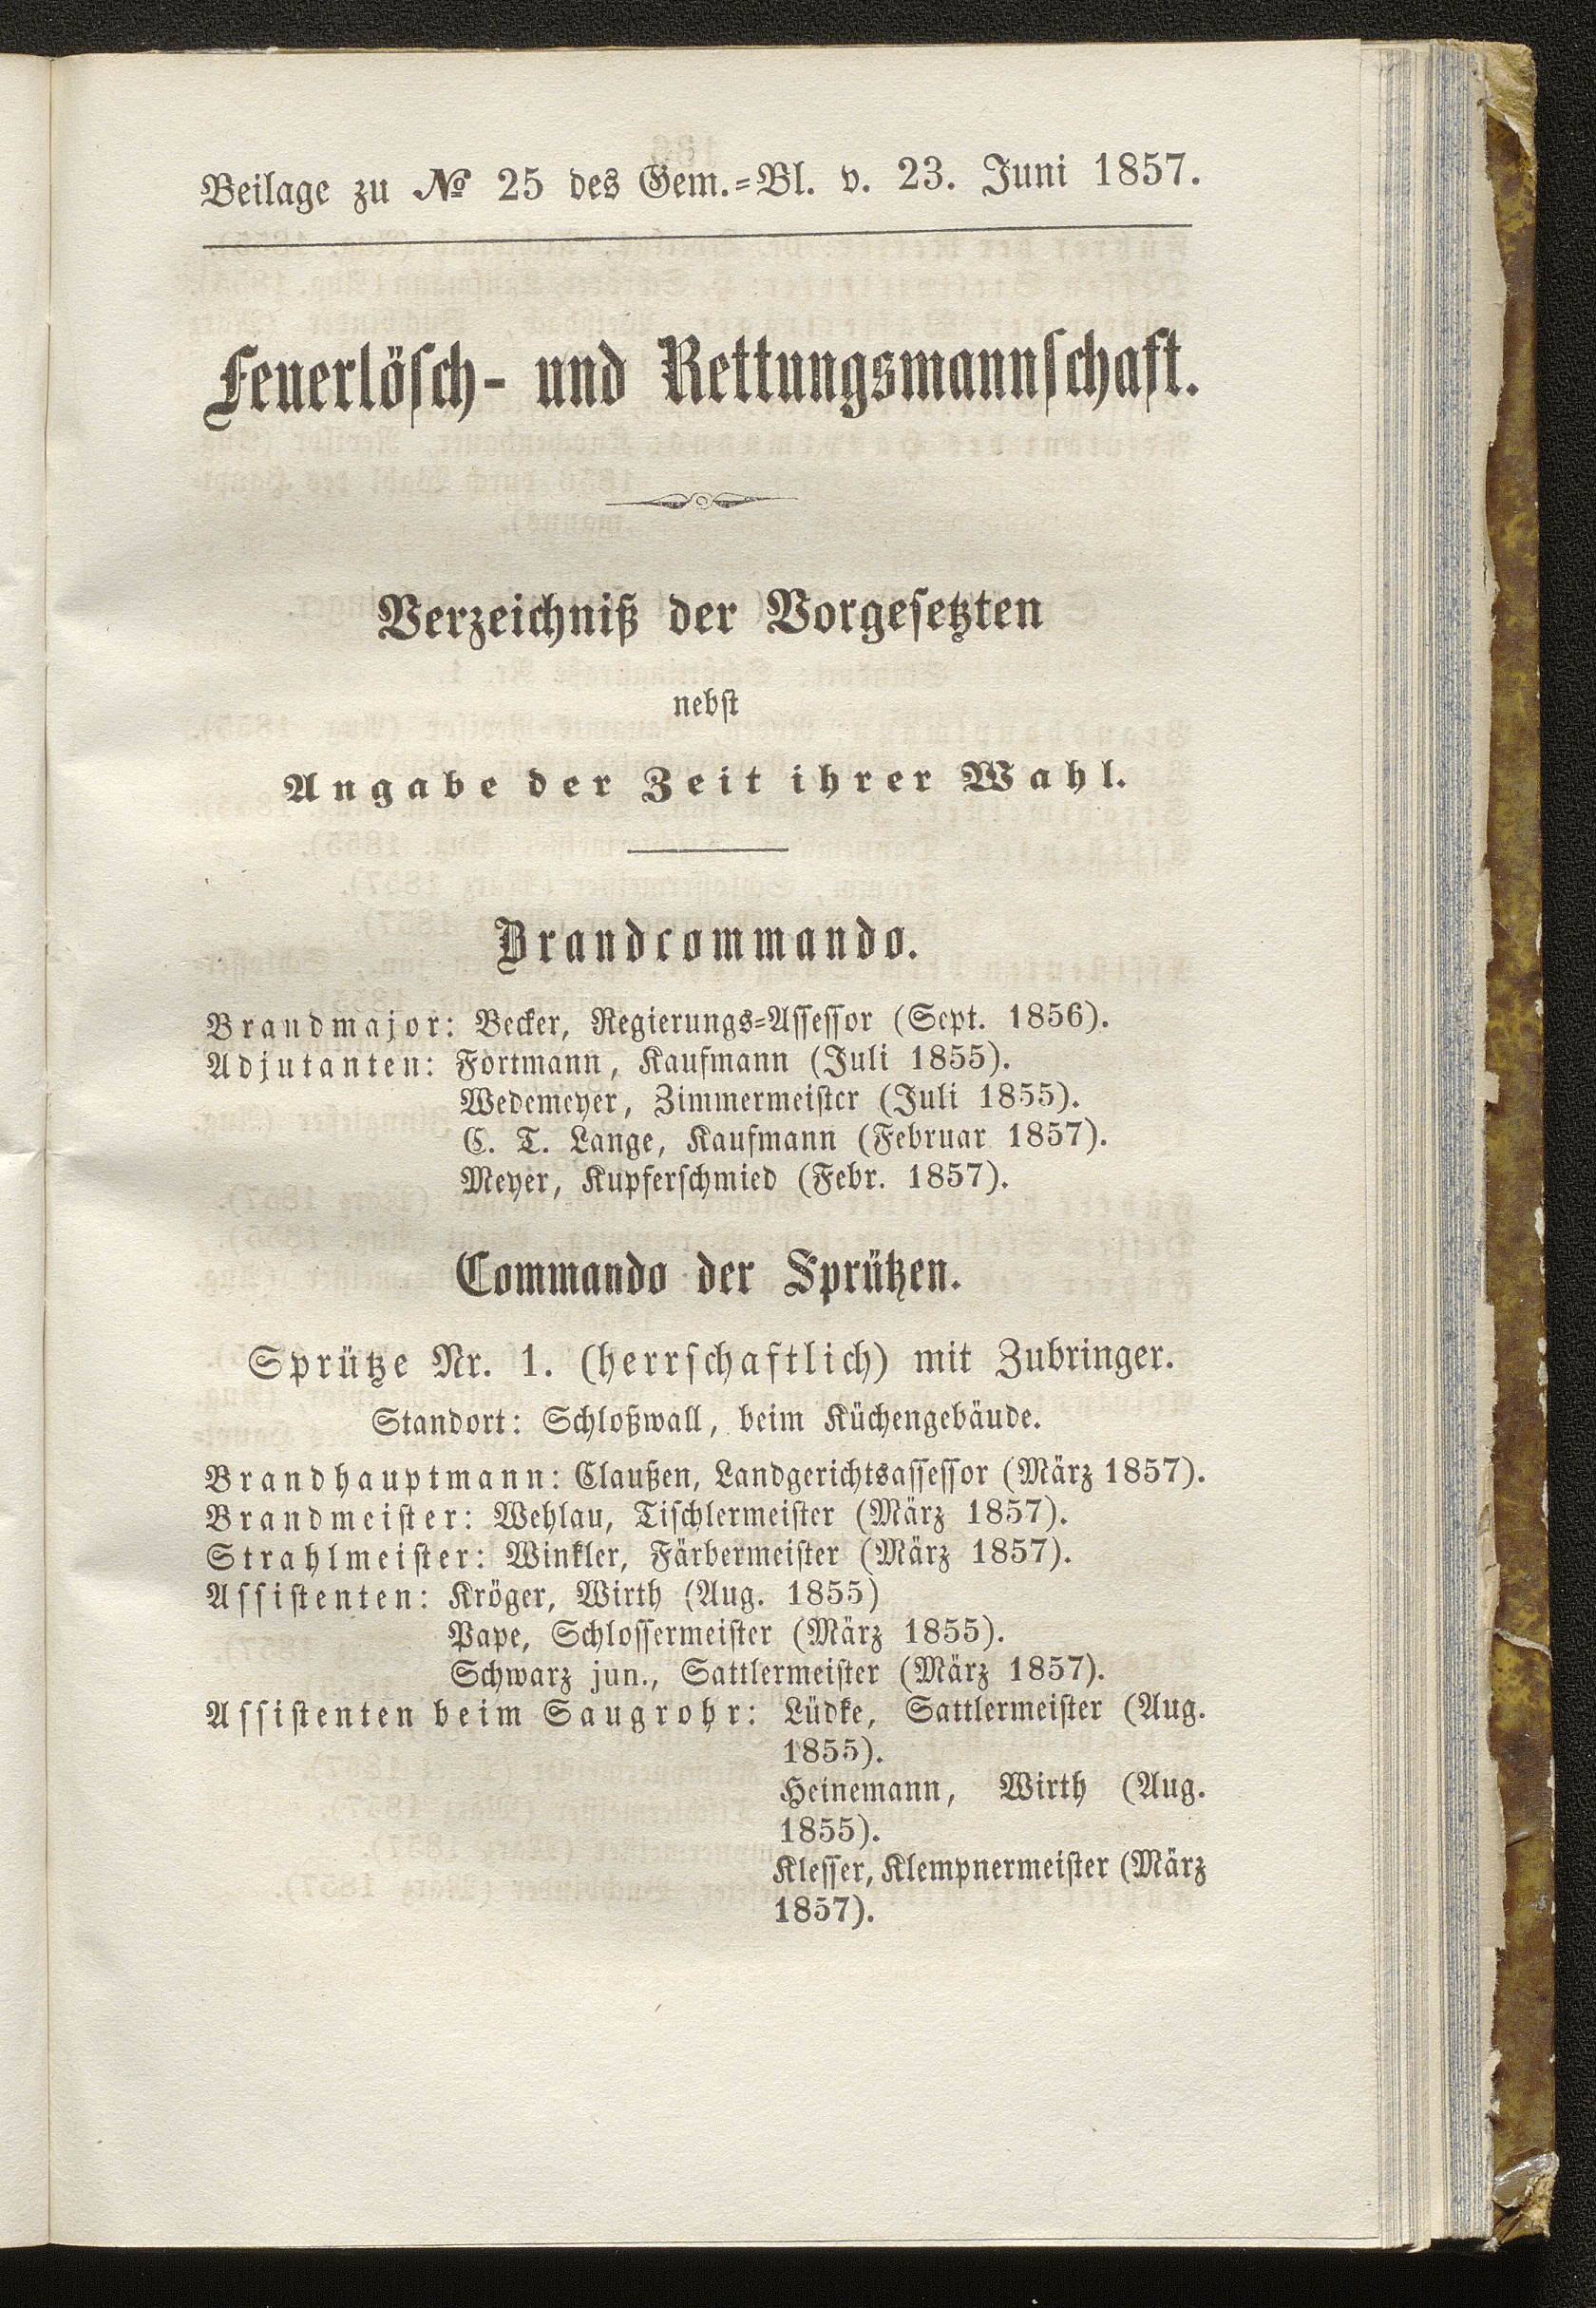 Beilage zu № 25 des Gem.=Bl. v. 23. Juni 1857.
Feuerlöſch- und Rettungsmannſchaft.
Verzeichniß der Vorgeſetzten
nebſt
Angabe der Zeit ihrer Wahl.
Brandcommando.
Brandmajor: Becker, Regierungs=Aſſeſſor (Sept. 1856).
Adjutanten: Fortmann, Kaufmann (Juli 1855).
Wedemeyer, Zimmermeiſter (Juli 1855).
C. T. Lange, Kaufmann (Februar 1857).
Meyer, Kupferſchmied (Febr. 1857).
Commando der Sprützen.
Sprütze Nr. 1. (herrſchaftlich) mit Zubringer.
Standort: Schloßwall, beim Küchengebäude.
Brandhauptmann: Claußen, Landgerichtsaſſeſſor (März 1857).
Brandmeiſter: Wehlau, Tiſchlermeiſter (März 1857).
Strahlmeiſter: Winkler, Färbermeiſter (März 1857).
Aſſiſtenten: Kröger, Wirth (Aug. 1855)
Pape, Schloſſermeiſter (März 1855).
Schwarz jun., Sattlermeiſter (März 1857).
Aſſiſtenten beim Saugrohr: Lüdke, Sattlermeiſter (Aug.
1855).
Heinemann, Wirth (Aug.
1855).
Kleſſer, Klempnermeiſter (März
1857).